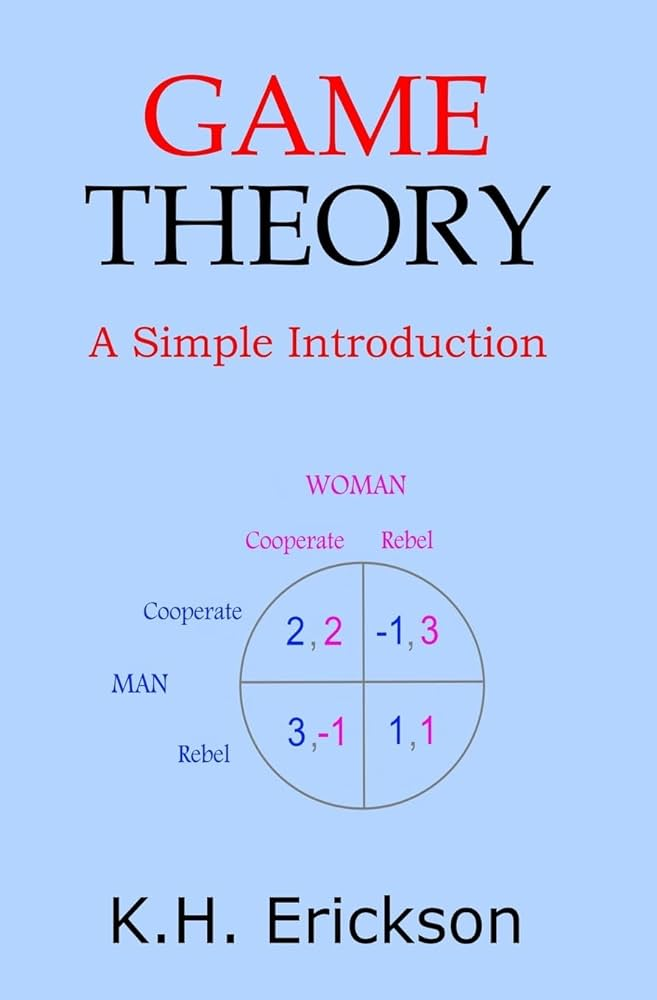 GAME
THEORY
A Simple Introduction
WOMAN
Cooperate Rebel
Cooperate
2,2 -1,3
MAN
3,-1 1,1
Rebel
K.H. Erickson